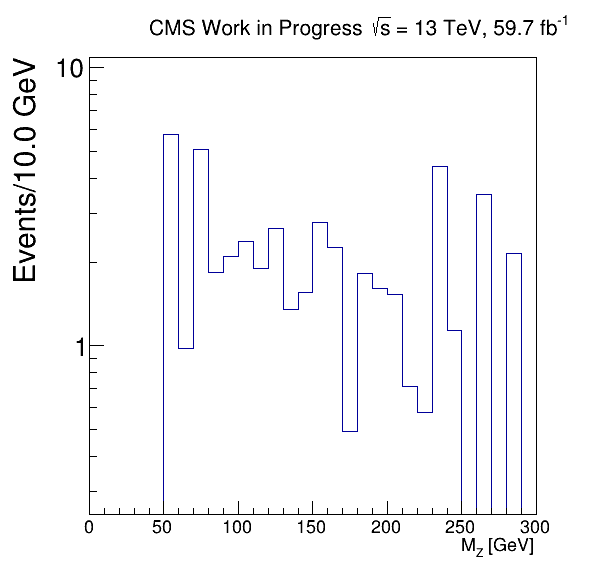 CMS Work in Progress √s = 13 TeV, 59.7 fb⁻¹
Events/10.0 GeV
10
1
0 50 100 150 200 250 300
M_Z [GeV]